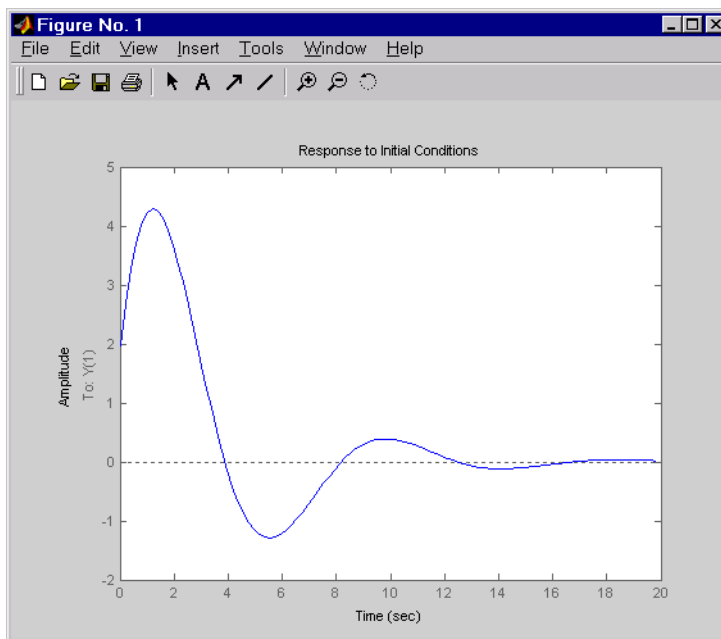 Figure No. 1
File Edit View Insert Tools Window Help
A
Response to Initial Conditions
5
4
3
2
1
0
-1
-2
Amplitude
To: Y(1)
0 2 4 6 8 10 12 14 16 18 20
Time (sec)